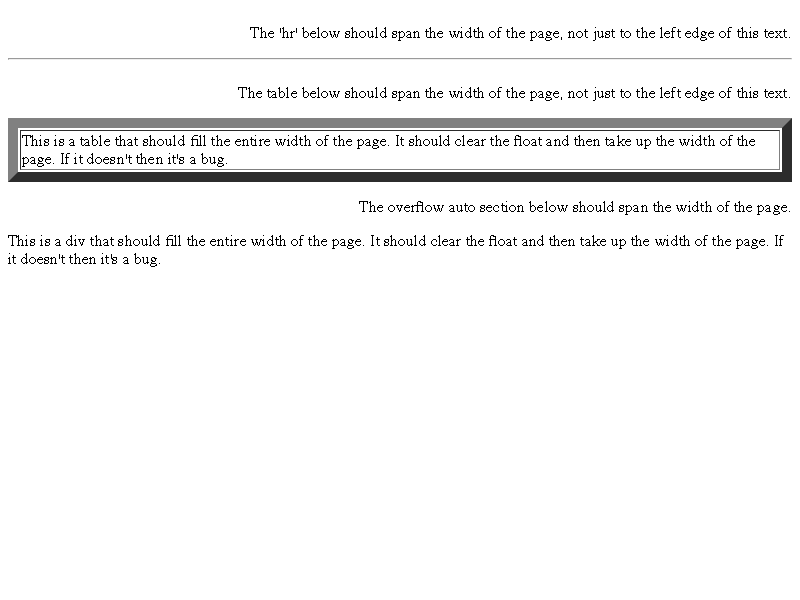 The 'hr' below should span the width of the page, not just to the left edge of this text.
The table below should span the width of the page, not just to the left edge of this text.
This is a table that should fill the entire width of the page. It should clear the float and then take up the width of the
page. If it doesn't then it's a bug.
The overflow auto section below should span the width of the page.
This is a div that should fill the entire width of the page. It should clear the float and then take up the width of the page. If
it doesn't then it's a bug.